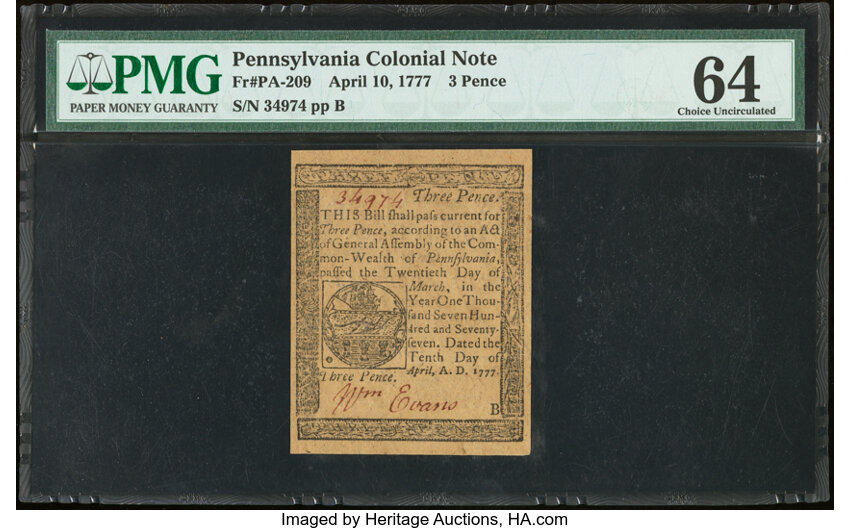 PMG
PAPER MONEY GUARANTY
Pennsylvania Colonial Note
Fr#PA-209 April 10, 1777 3 Pence
S/N 34974 pp B
64
Choice Uncirculated
THREE PENCE
34974 Three Pence.
THIS Bill ſhall paſs current for
Three Pence, according to an Act
of General Aſſembly of the Com-
mon-Wealth of Pennſylvania,
paſſed the Twentieth Day of
March, in the
Year One Thou-
ſand Seven Hun-
dred and Seventy-
ſeven. Dated the
Tenth Day of
April, A. D. 1777.
Three Pence.
Wm Evans
B
Imaged by Heritage Auctions, HA.com